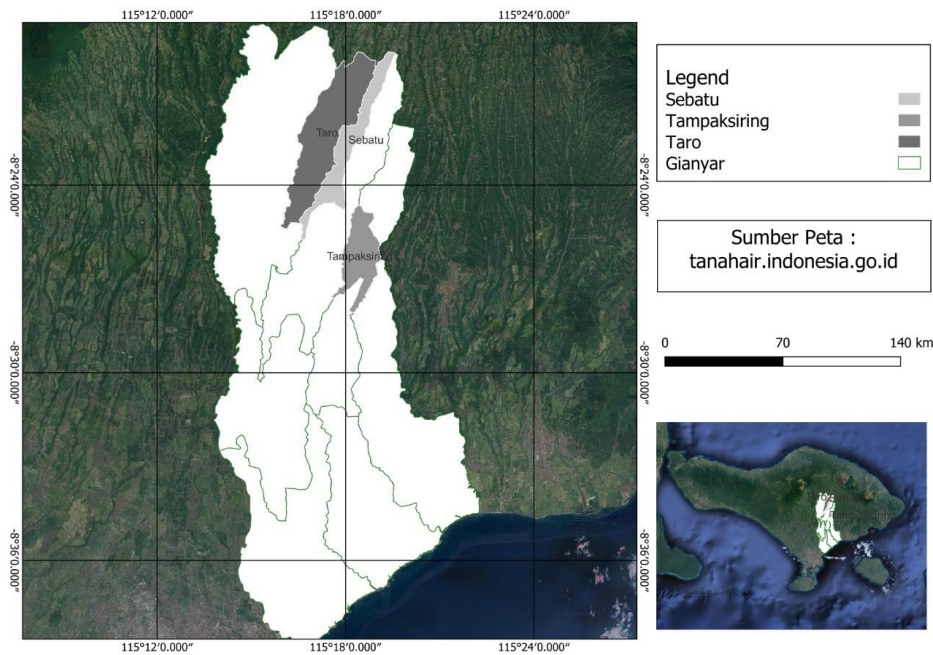 115°12'0.000"
115°18'0.000"
115°24'0.000"
-8°24'0.000"
-8°30'0.000"
-8°36'0.000"
Taro
Sebatu
Tampaksirin
-8°24'0.000"
-8°30'0.000"
-8°36'0.000"
115°12'0.000"
115°18'0.000"
115°24'0.000"
Legend
Sebatu
Tampaksiring
Taro
Gianyar
Sumber Peta :
tanahair.indonesia.go.id
0 70 140 km